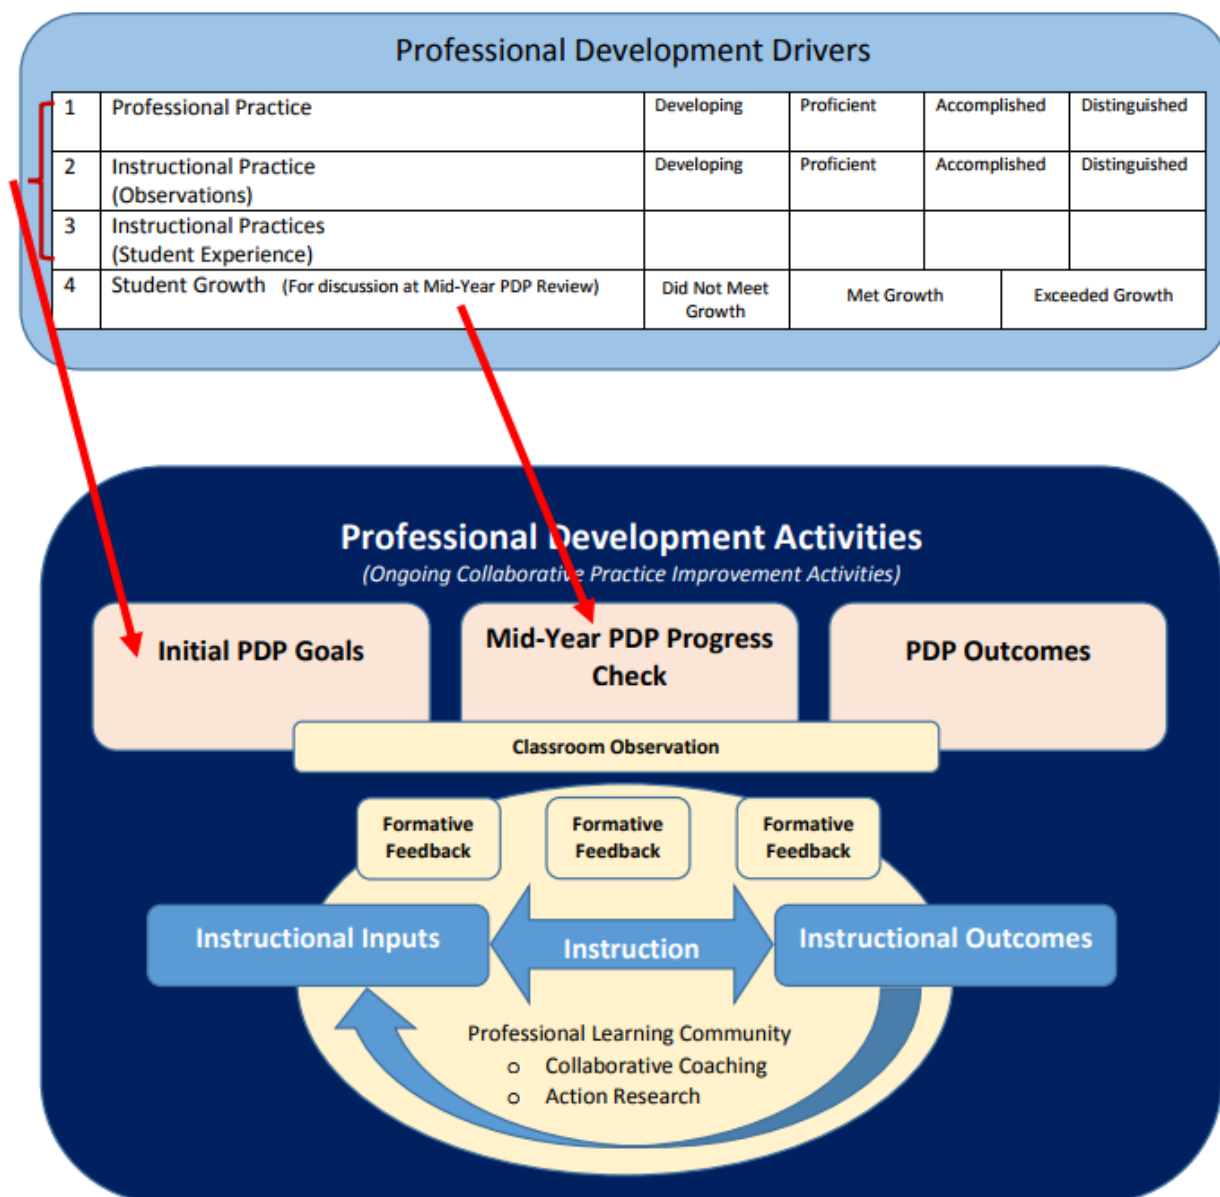 Professional Development Drivers
1 Professional Practice Developing Proficient Accomplished Distinguished
2 Instructional Practice Developing Proficient Accomplished Distinguished
(Observations)
3 Instructional Practices
(Student Experience)
4 Student Growth (For discussion at Mid-Year PDP Review)
Did Not Meet
Growth
Met Growth
Exceeded Growth
Professional Development Activities
(Ongoing Collaborative Practice Improvement Activities)
Initial PDP Goals
Mid-Year PDP Progress
Check
PDP Outcomes
Classroom Observation
Formative
Feedback
Formative
Feedback
Formative
Feedback
Instructional Inputs
Instruction
Instructional Outcomes
Professional Learning Community
o Collaborative Coaching
o Action Research